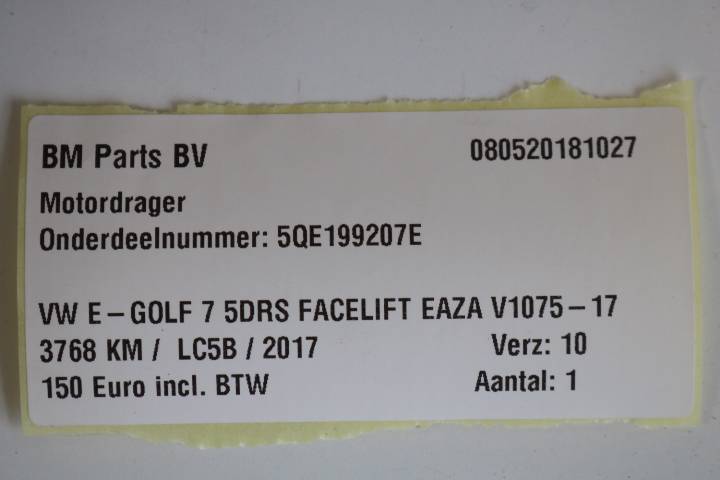 BM Parts BV 080520181027
Motordrager
Onderdeelnummer: 5QE199207E
VW E-GOLF 7 5DRS FACELIFT EAZA V1075-17
3768 KM / LC5B / 2017 Verz: 10
150 Euro incl. BTW Aantal: 1